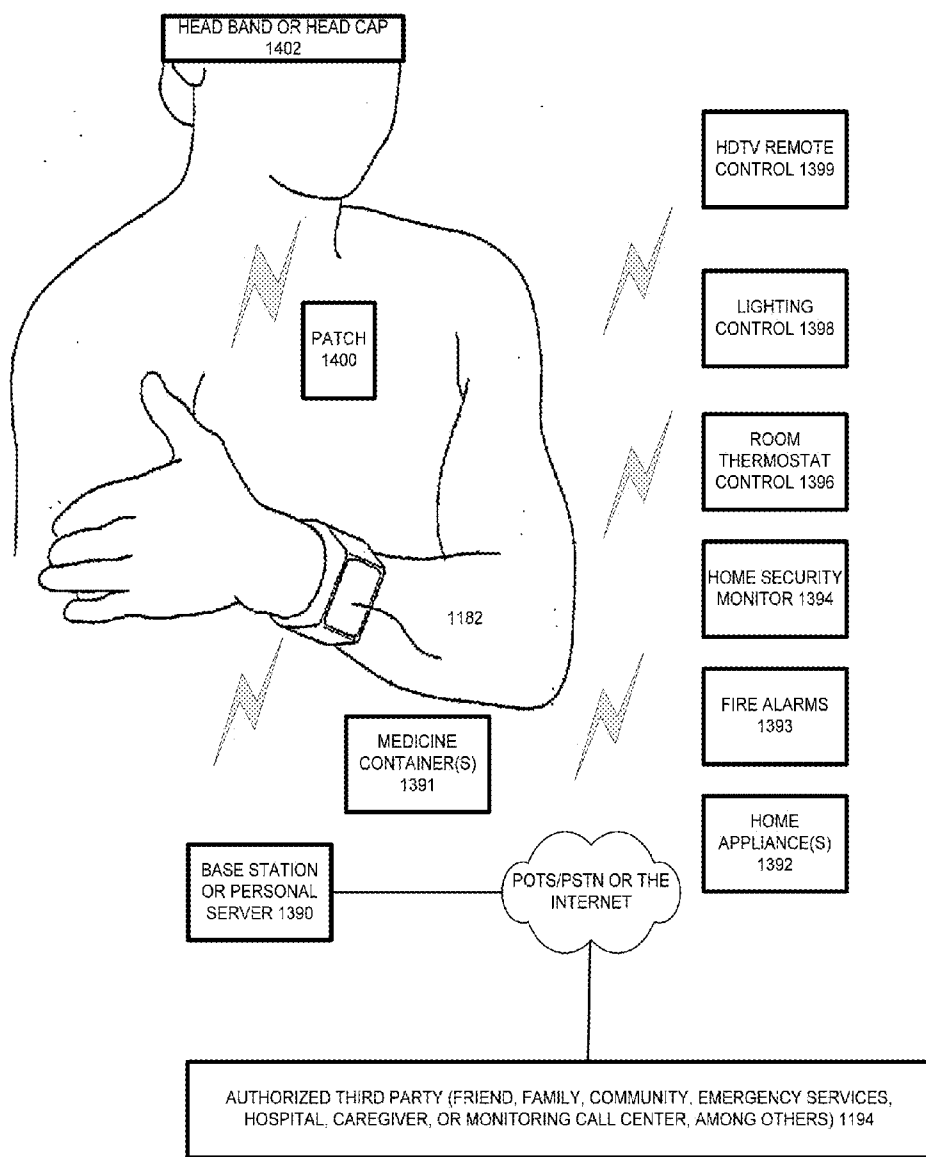 HEAD BAND OR HEAD CAP
1402
HDTV REMOTE
CONTROL 1399
LIGHTING
CONTROL 1398
PATCH
1400
ROOM
THERMOSTAT
CONTROL 1396
HOME SECURITY
MONITOR 1394
1182
FIRE ALARMS
1393
MEDICINE
CONTAINER(S)
1391
HOME
APPLIANCE(S)
1392
BASE STATION
OR PERSONAL
SERVER 1390
POTS/PSTN OR THE
INTERNET
AUTHORIZED THIRD PARTY (FRIEND, FAMILY, COMMUNITY, EMERGENCY SERVICES,
HOSPITAL, CAREGIVER, OR MONITORING CALL CENTER, AMONG OTHERS) 1194